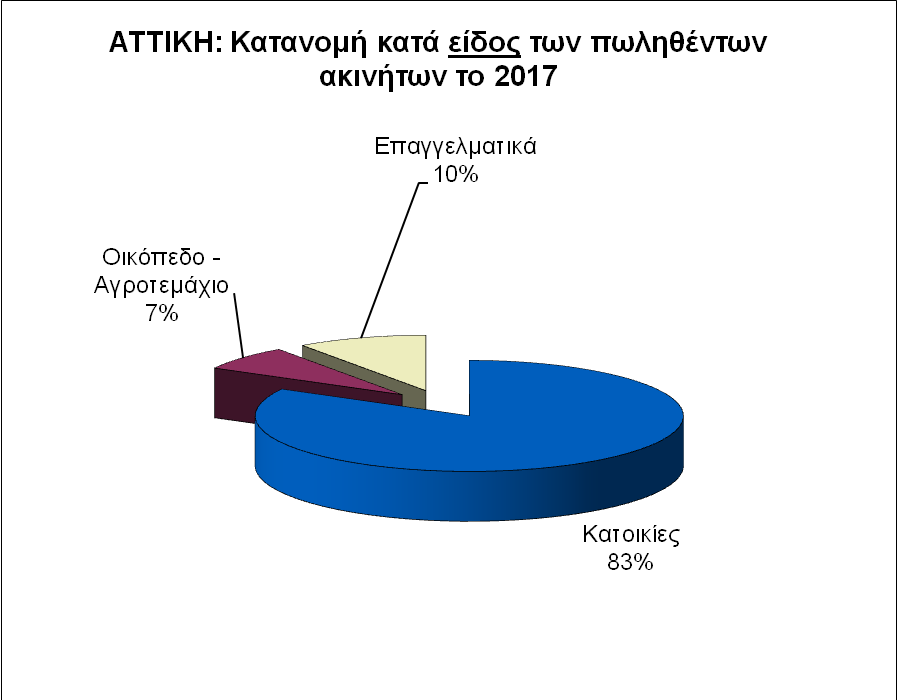 ΑΤΤΙΚΗ: Κατανομή κατά είδος των πωληθέντων
ακινήτων το 2017
Επαγγελματικά
10%
Οικόπεδο -
Αγροτεμάχιο
7%
Κατοικίες
83%